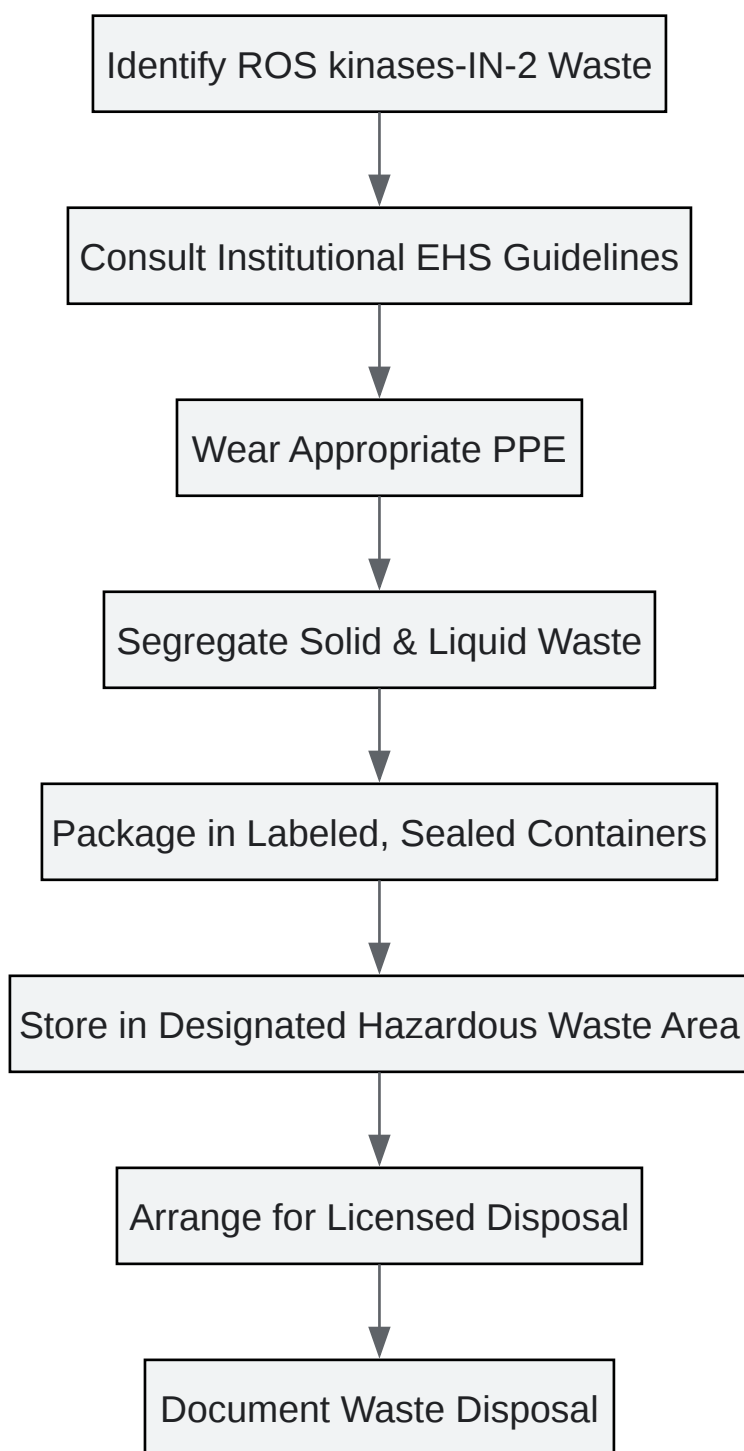 Identify ROS kinases-IN-2 Waste
Consult Institutional EHS Guidelines
Wear Appropriate PPE
Segregate Solid & Liquid Waste
Package in Labeled, Sealed Containers
Store in Designated Hazardous Waste Area
Arrange for Licensed Disposal
Document Waste Disposal